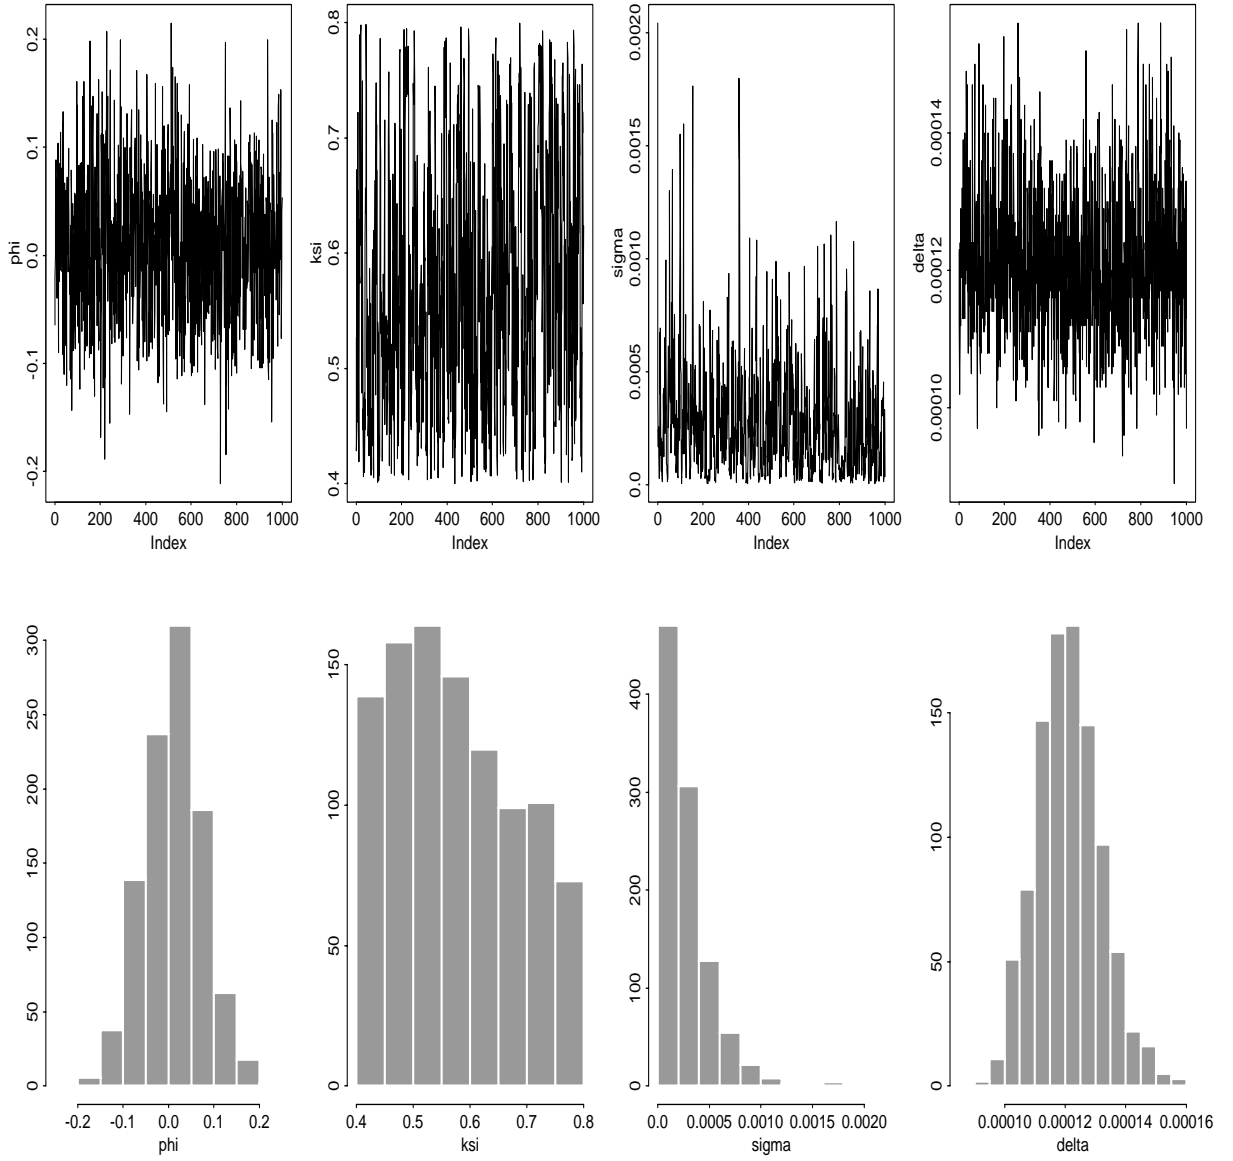 phi
-0.2 -0.1 0.0 0.1 0.2
0 200 400 600 800 1000
Index
ksi
0.4 0.5 0.6 0.7 0.8
0 200 400 600 800 1000
Index
sigma
0.0 0.0005 0.0010 0.0015 0.0020
0 200 400 600 800 1000
Index
delta
0.00010 0.00012 0.00014
0 200 400 600 800 1000
Index
0 50 100 150 200 250 300
-0.2 -0.1 0.0 0.1 0.2
phi
0 50 100 150
0.4 0.5 0.6 0.7 0.8
ksi
0 100 200 300 400
0.0 0.0005 0.0010 0.0015 0.0020
sigma
0 50 100 150
0.00010 0.00012 0.00014 0.00016
delta